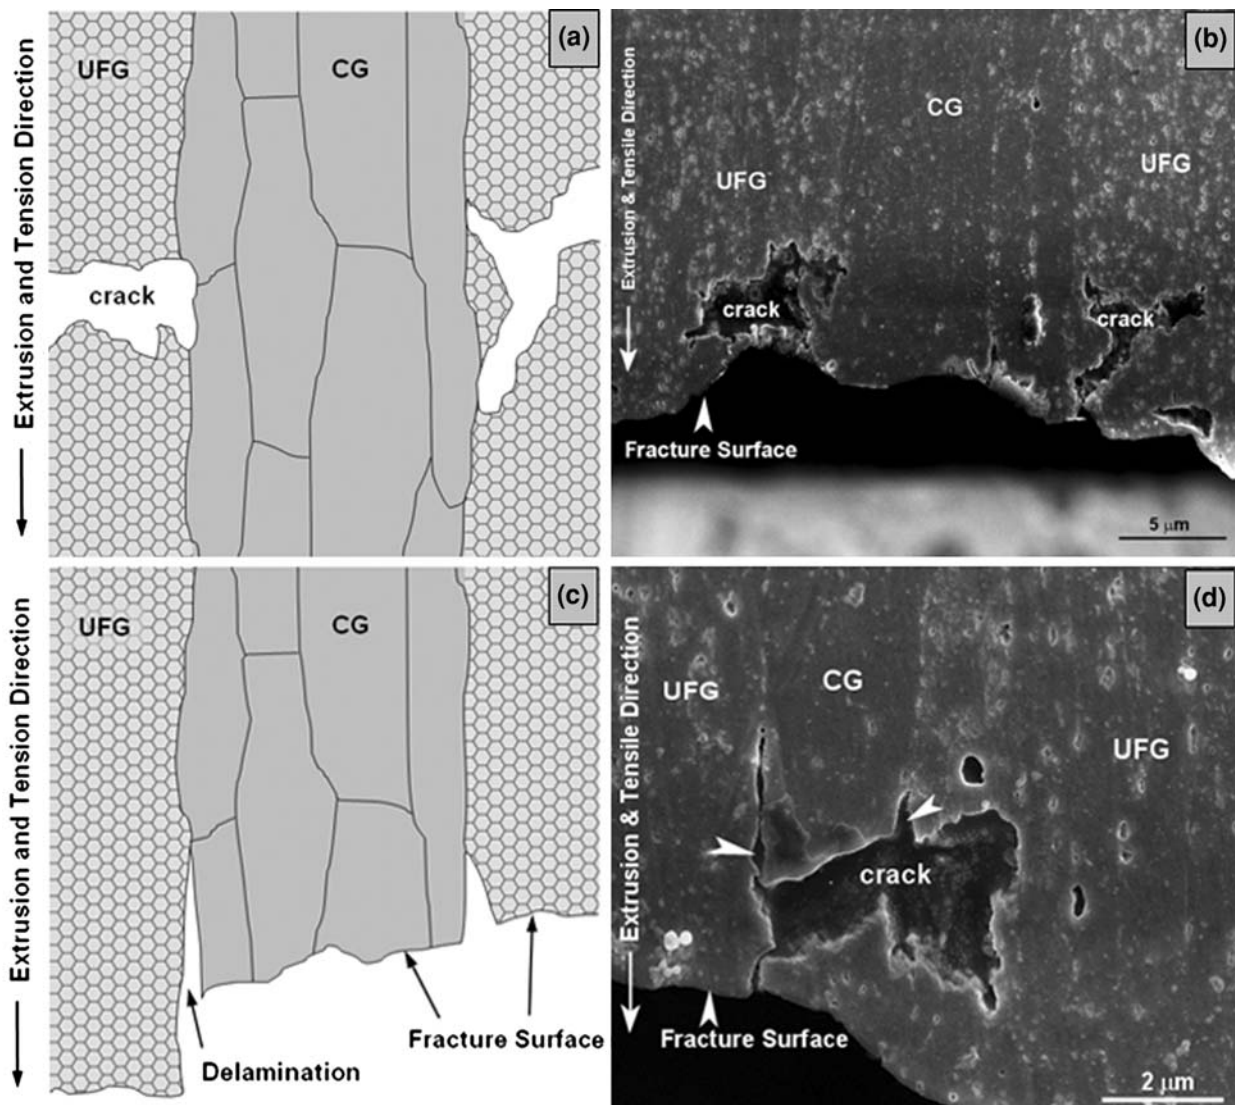 (a)
UFG
CG
crack
Extrusion and Tension Direction
(b)
CG
UFG
UFG
crack
crack
Fracture Surface
Extrusion & Tensile Direction
5 μm
(c)
UFG
CG
Extrusion and Tension Direction
Fracture Surface
Delamination
(d)
UFG
CG
UFG
crack
Extrusion & Tensile Direction
Fracture Surface
2 μm